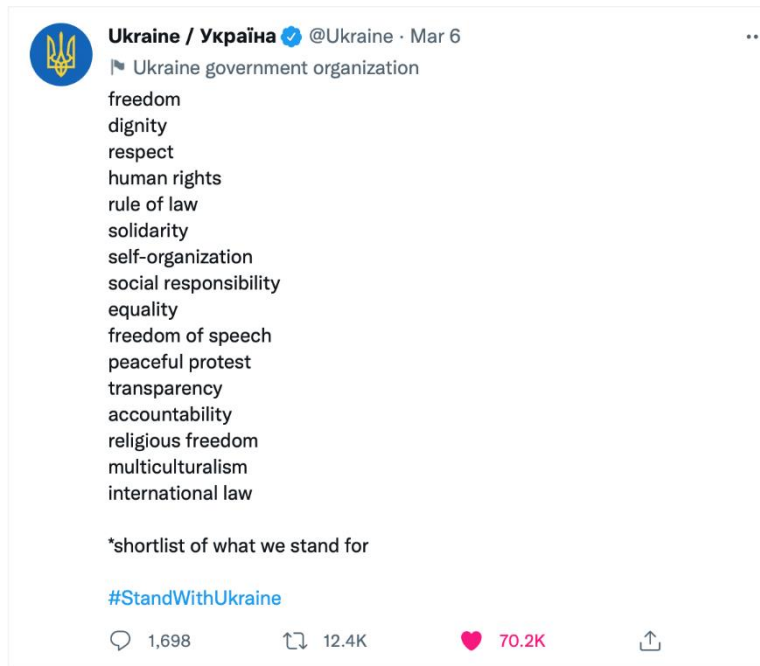 Ukraine / Україна @Ukraine · Mar 6
Ukraine government organization
freedom
dignity
respect
human rights
rule of law
solidarity
self-organization
social responsibility
equality
freedom of speech
peaceful protest
transparency
accountability
religious freedom
multiculturalism
international law
*shortlist of what we stand for
#StandWithUkraine
1,698 12.4K 70.2K